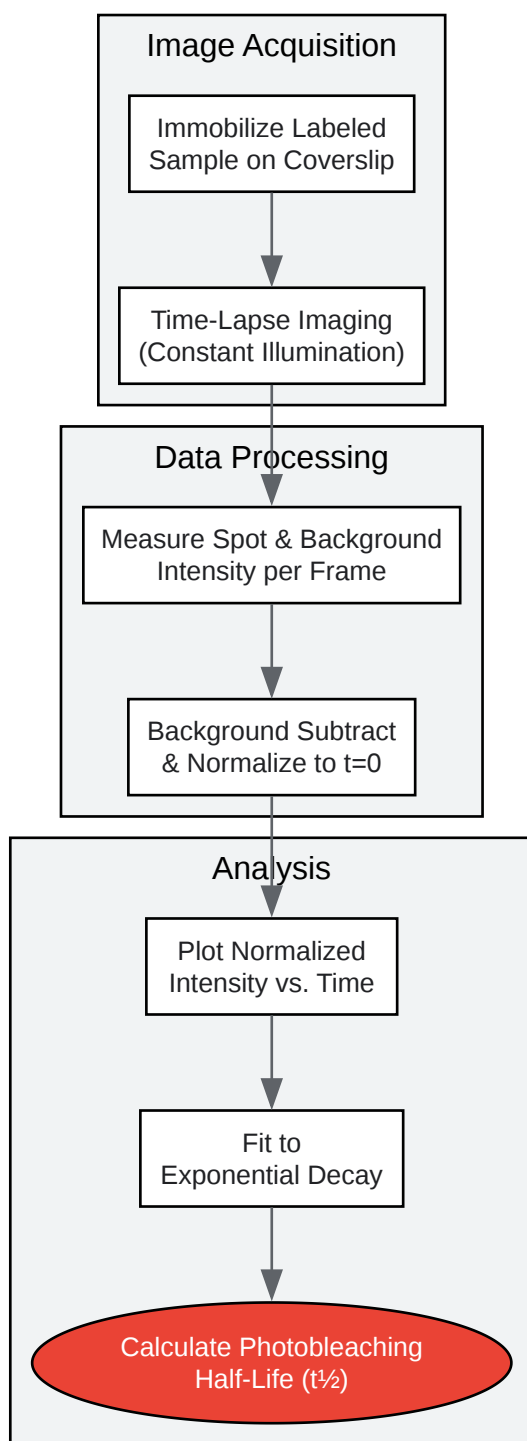 Image Acquisition
Immobilize Labeled
Sample on Coverslip
Time-Lapse Imaging
(Constant Illumination)
Data Processing
Measure Spot & Background
Intensity per Frame
Background Subtract
& Normalize to t=0
Analysis
Plot Normalized
Intensity vs. Time
Fit to
Exponential Decay
Calculate Photobleaching
Half-Life (t½)